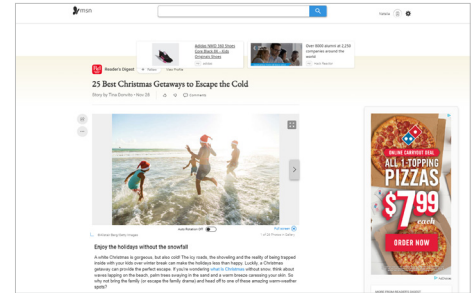 msn
Follow
Adidas NMD 360 Shoes
Core Black 6K - Kids
Originals Shoes
adidas
Over 6000 alumni at 2,250
companies around the
world
Reader's Digest
Follow
View Profile
25 Best Christmas Getaways to Escape the Cold
Story by Tina Donvito • Nov 28
Comments
Auto Rotation Off
Full screen
Enjoy the holidays without the snowfall
A white Christmas is gorgeous, but also cold! The icy roads, the shoveling and the reality of being trapped
inside with your kids over winter break can make the holidays less than happy. Luckily, a Christmas
getaway can provide the perfect escape. If you're wondering what is Christmas without snow, think about
waves lapping on the beach, palm trees swaying in the sand and a warm breeze caressing your skin. So
why not bring the family (or escape the family drama) and head off to one of these amazing warm-weather
spots?
ONLINE CARRYOUT DEAL
ALL 1-TOPPING
PIZZAS
$7.99
each
ORDER NOW